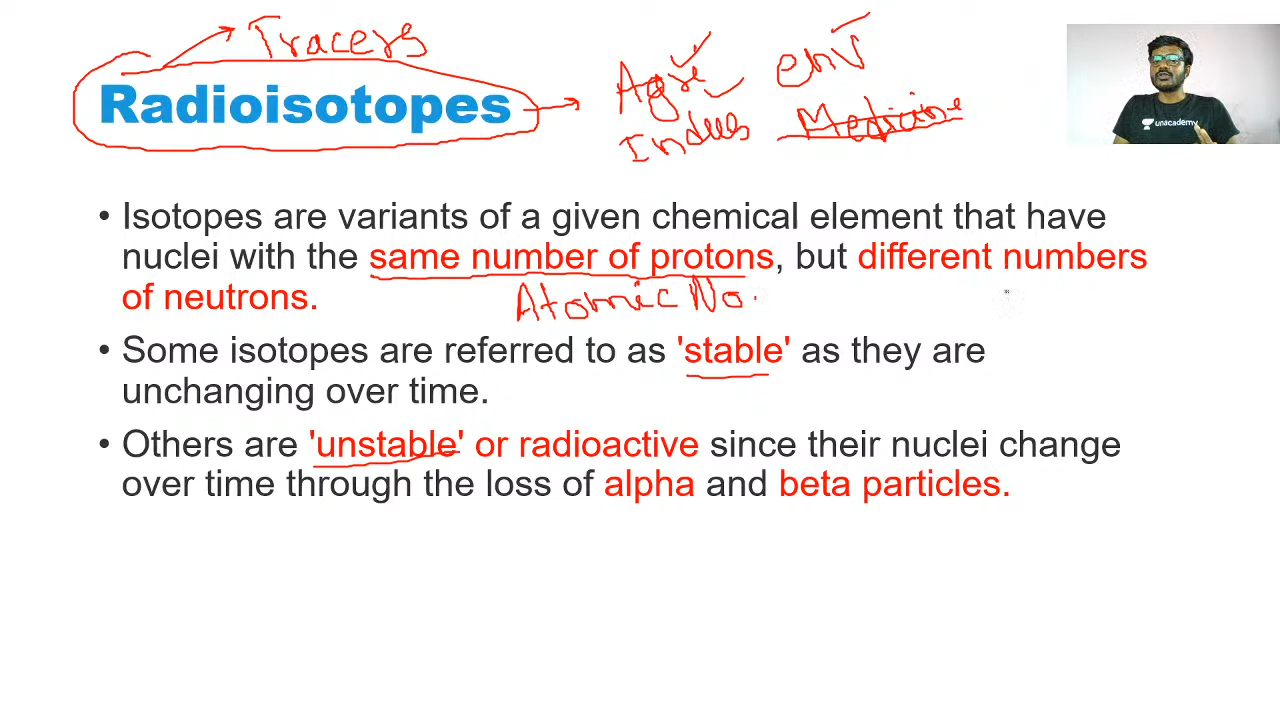 Tracers
Radioisotopes
Agri env
Indus Medicine
• Isotopes are variants of a given chemical element that have
nuclei with the same number of protons, but different numbers
of neutrons.
Atomic No.
• Some isotopes are referred to as 'stable' as they are
unchanging over time.
• Others are 'unstable' or radioactive since their nuclei change
over time through the loss of alpha and beta particles.
unacademy